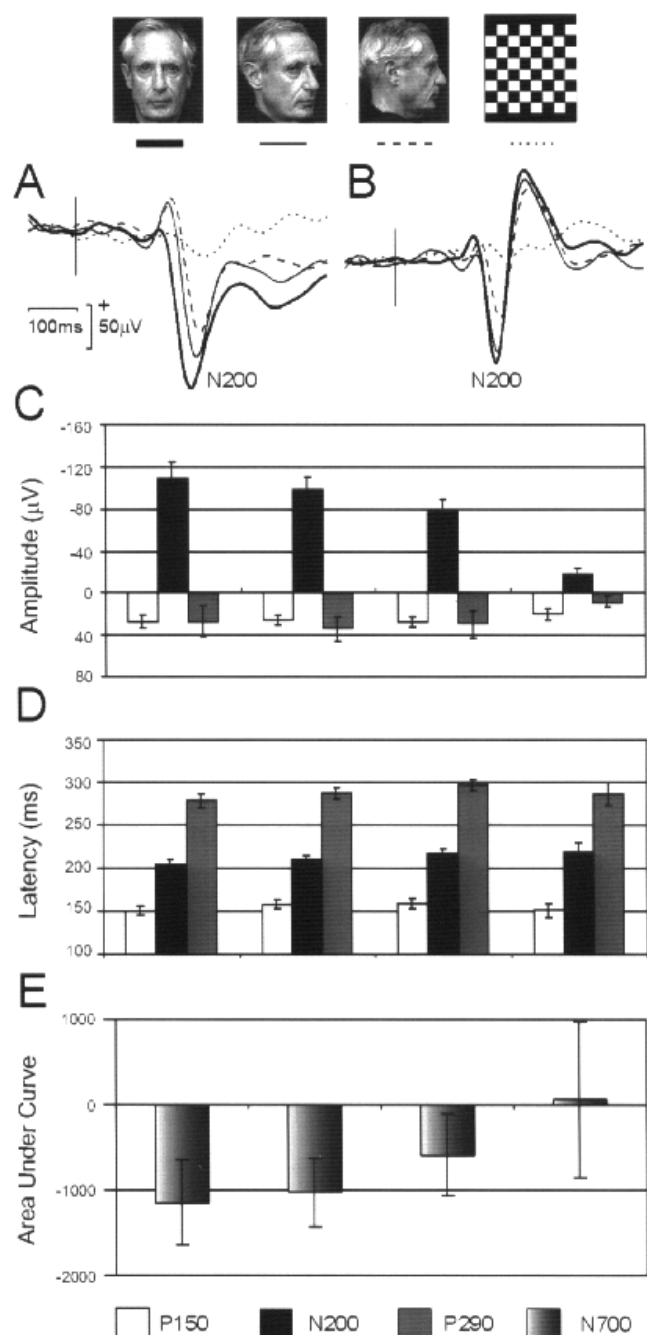 A
B
+
100ms
50μV
N200
N200
C
Amplitude (μV)
-160
-120
-80
-40
0
40
80
D
Latency (ms)
350
300
250
200
150
100
E
Area Under Curve
1000
0
-1000
-2000
P150 N200 P290 N700